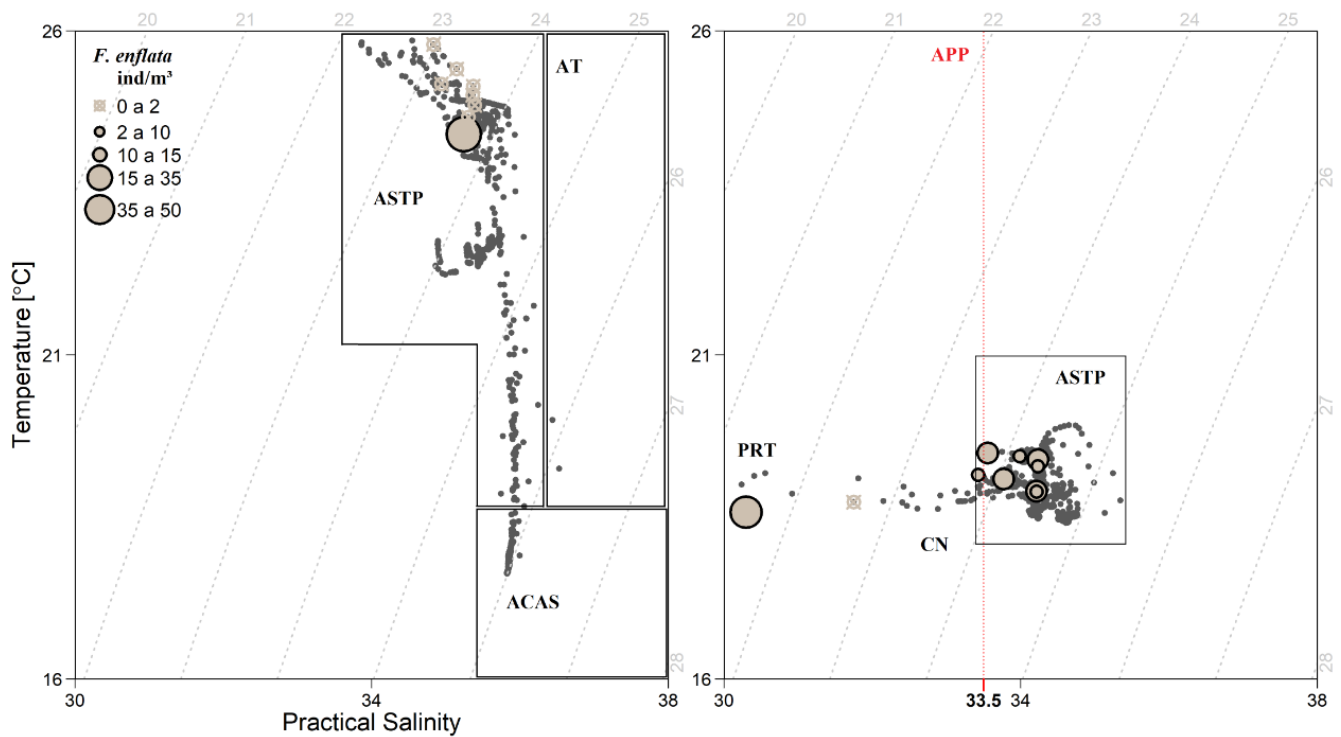 22 23 24 25
20 21
26
F. enflata
ind/m³
0 a 2
2 a 10
10 a 15
15 a 35
35 a 50
AT
ASTP
26
21
27
ACAS
28
16
30 34 38
Temperature [°C]
Practical Salinity
20 21 22 23 24 25
26
APP
26
21
ASTP
PRT
27
CN
28
16
30 33.5 34 38